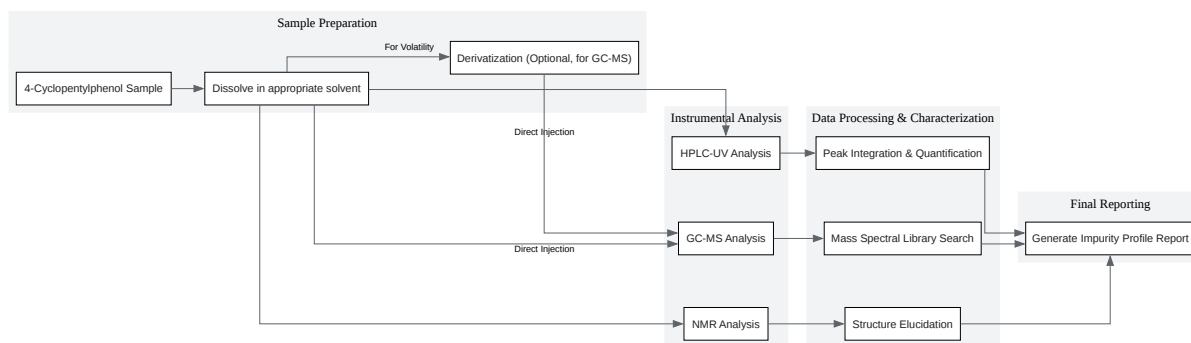 Sample Preparation
For Volatility
Derivatization (Optional, for GC-MS)
4-Cyclopentylphenol Sample
Dissolve in appropriate solvent
Direct Injection
Instrumental Analysis
Data Processing & Characterization
HPLC-UV Analysis
Peak Integration & Quantification
Final Reporting
GC-MS Analysis
Mass Spectral Library Search
Generate Impurity Profile Report
Direct Injection
NMR Analysis
Structure Elucidation